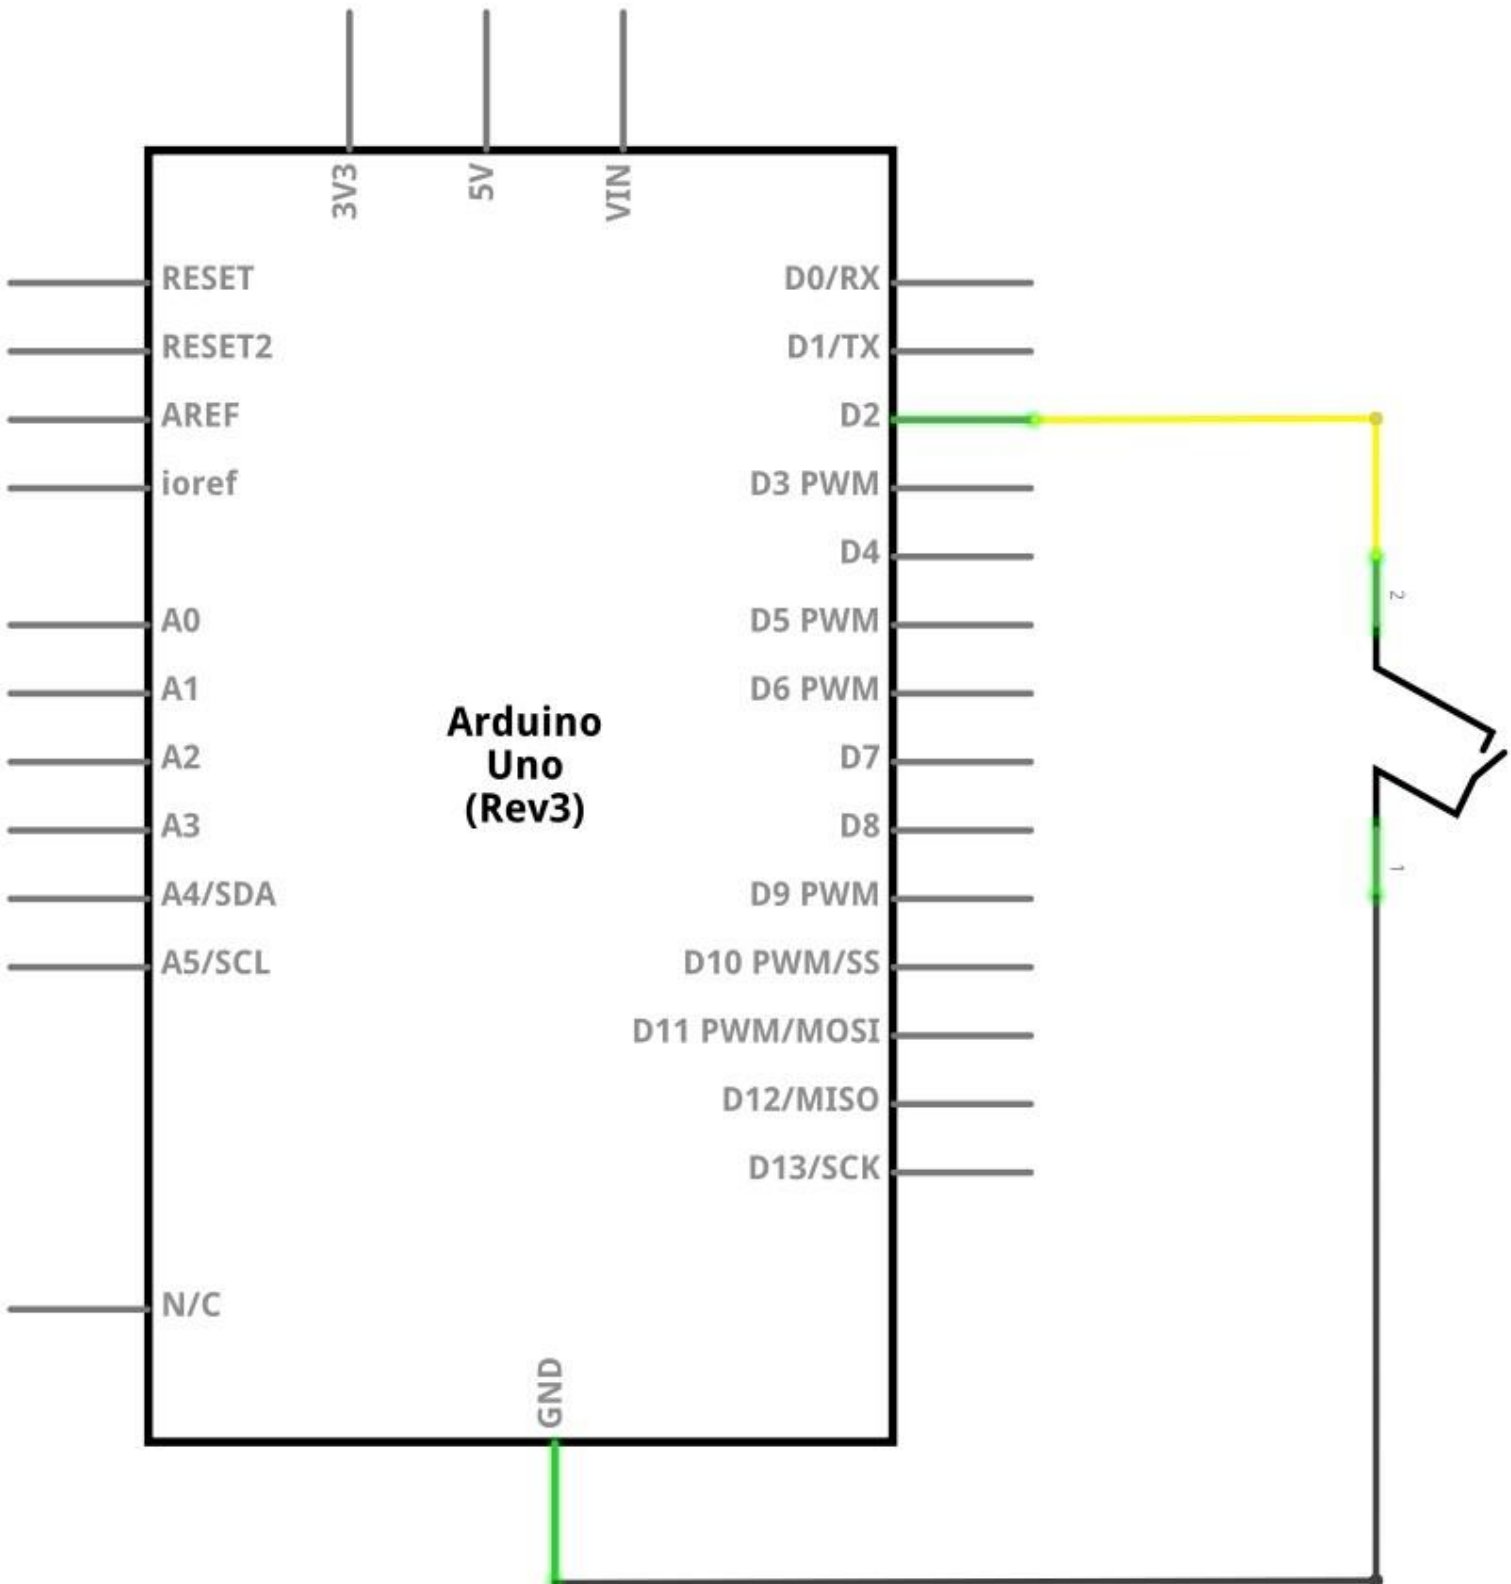 3V3
5V
VIN
RESET
RESET2
AREF
ioref
A0
A1
A2
A3
A4/SDA
A5/SCL
N/C
D0/RX
D1/TX
D2
D3 PWM
D4
D5 PWM
D6 PWM
D7
D8
D9 PWM
D10 PWM/SS
D11 PWM/MOSI
D12/MISO
D13/SCK
Arduino
Uno
(Rev3)
GND
2
1